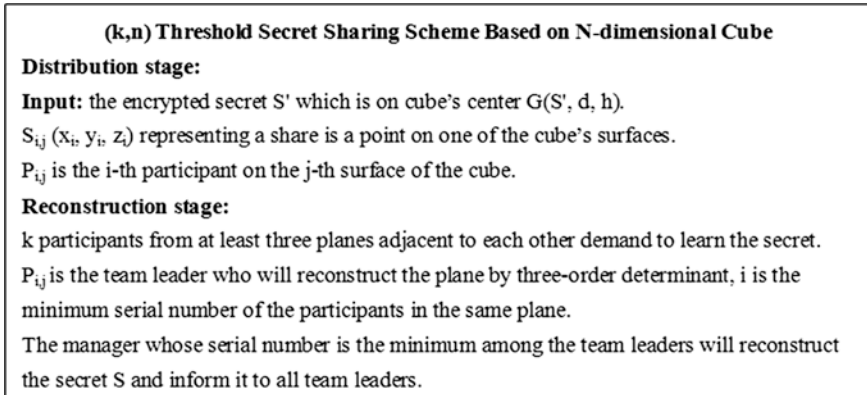 (k,n) Threshold Secret Sharing Scheme Based on N-dimensional Cube
Distribution stage:
Input: the encrypted secret S' which is on cube's center G(S', d, h).
Si,j (xi, yi, zi) representing a share is a point on one of the cube's surfaces.
Pi,j is the i-th participant on the j-th surface of the cube.
Reconstruction stage:
k participants from at least three planes adjacent to each other demand to learn the secret.
Pi,j is the team leader who will reconstruct the plane by three-order determinant, i is the
minimum serial number of the participants in the same plane.
The manager whose serial number is the minimum among the team leaders will reconstruct
the secret S and inform it to all team leaders.